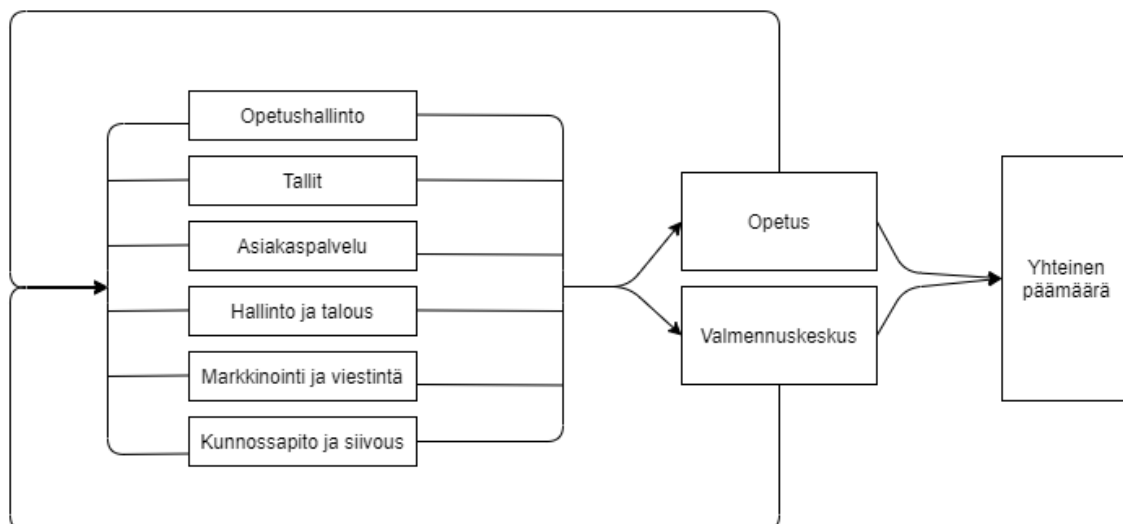 Opetushallinto
Tallit
Asiakaspalvelu
Hallinto ja talous
Markkinointi ja viestintä
Kunnossapito ja siivous
Opetus
Valmennuskeskus
Yhteinen
päämäärä